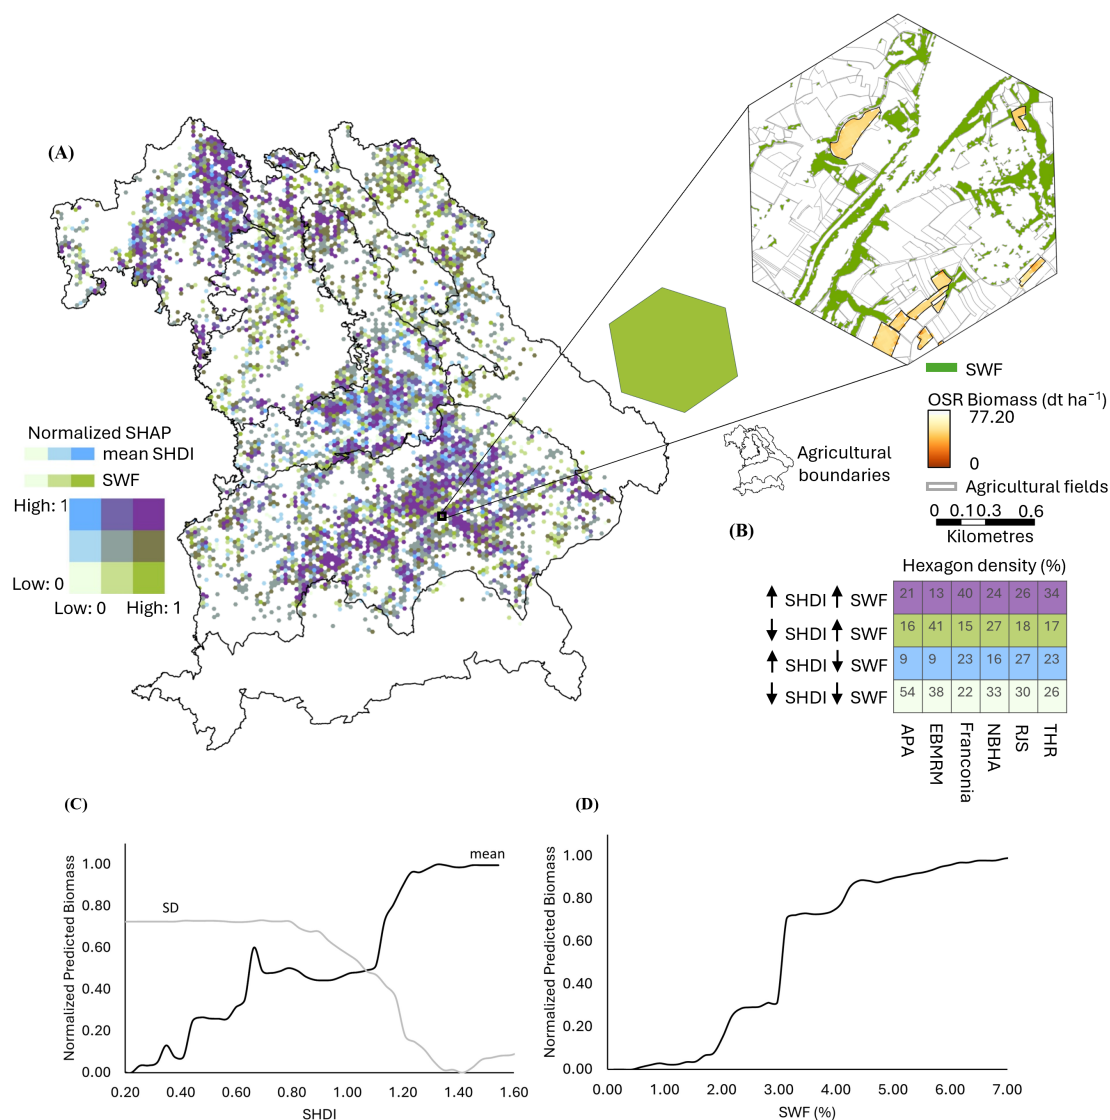 (A)
SWF
OSR Biomass (dt ha⁻¹)
77.20
0
Agricultural fields
0 0.10.3 0.6
Kilometres
Agricultural
boundaries
Normalized SHAP
mean SHDI
SWF
High: 1
Low: 0
Low: 0 High: 1
(B)
Hexagon density (%)
↑ SHDI ↑ SWF 21 13 40 24 26 34
↓ SHDI ↑ SWF 16 41 15 27 18 17
↑ SHDI ↓ SWF 9 9 23 16 27 23
↓ SHDI ↓ SWF 54 38 22 33 30 26
APA
EBMRM
Franconia
NBHA
RJS
THR
(C)
Normalized Predicted Biomass
1.00
0.80
0.60
0.40
0.20
0.00
mean
SD
0.20 0.40 0.60 0.80 1.00 1.20 1.40 1.60
SHDI
(D)
Normalized Predicted Biomass
1.00
0.80
0.60
0.40
0.20
0.00
0.00 1.00 2.00 3.00 4.00 5.00 6.00 7.00
SWF (%)